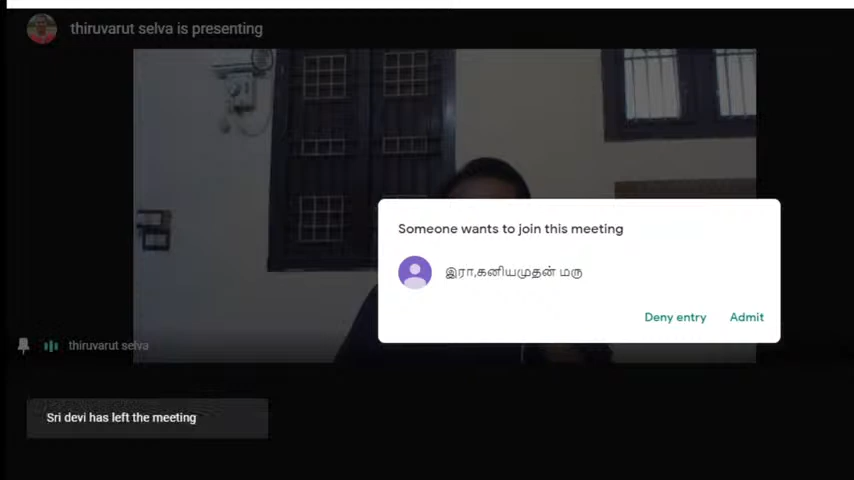 thiruvarut selva is presenting
Someone wants to join this meeting
இரா,கனியமுதன் மரு
Deny entry Admit
thiruvarut selva
Sri devi has left the meeting